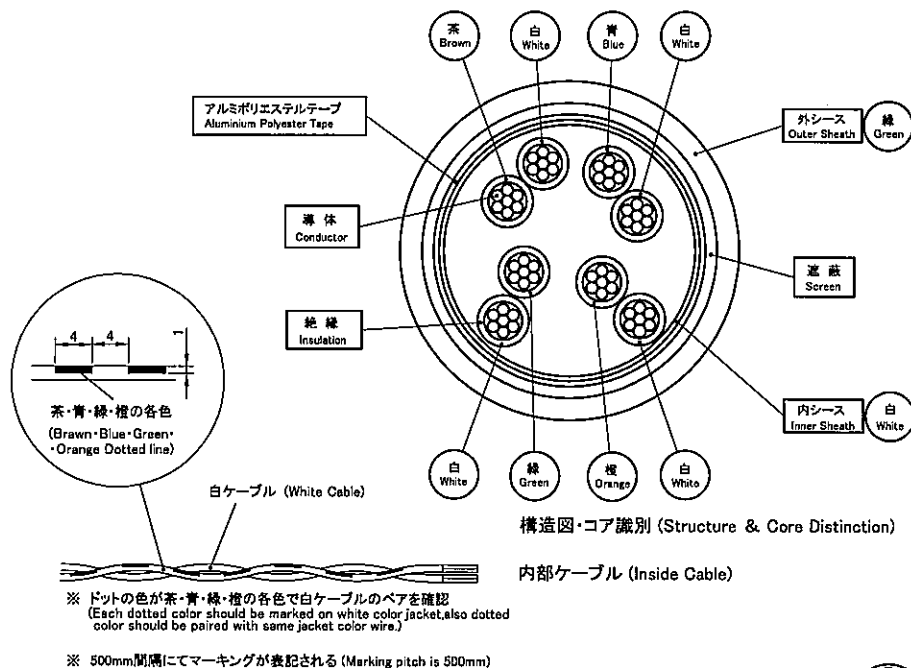 茶
Brown
白
White
青
Blue
白
White
アルミポリエステルテープ
Aluminium Polyester Tape
外シース
Outer Sheath
緑
Green
導体
Conductor
遮蔽
Screen
絶縁
Insulation
4
4
1
茶・青・緑・橙の各色
(Brawn・Blue・Green・
・Orange Dotted line)
内シース
Inner Sheath
白
White
白
White
緑
Green
橙
Orange
白
White
白ケーブル (White Cable)
構造図・コア識別 (Structure & Core Distinction)
内部ケーブル (Inside Cable)
※ ドットの色が茶・青・緑・橙の各色で白ケーブルのペアを確認
(Each dotted color should be marked on white color jacket,also dotted
color should be paired with same jacket color wire.)
※ 500mm間隔にてマーキングが表記される (Marking pitch is 500mm)